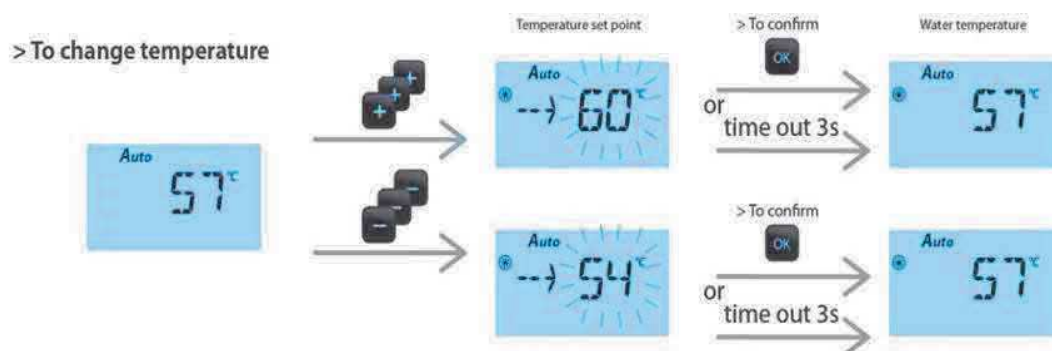 > To change temperature
Auto
57°C
+ + +
- - -
Temperature set point
Auto
60°C
> To confirm
OK
or
time out 3s
Water temperature
Auto
57°C
Auto
54°C
> To confirm
OK
or
time out 3s
Auto
57°C